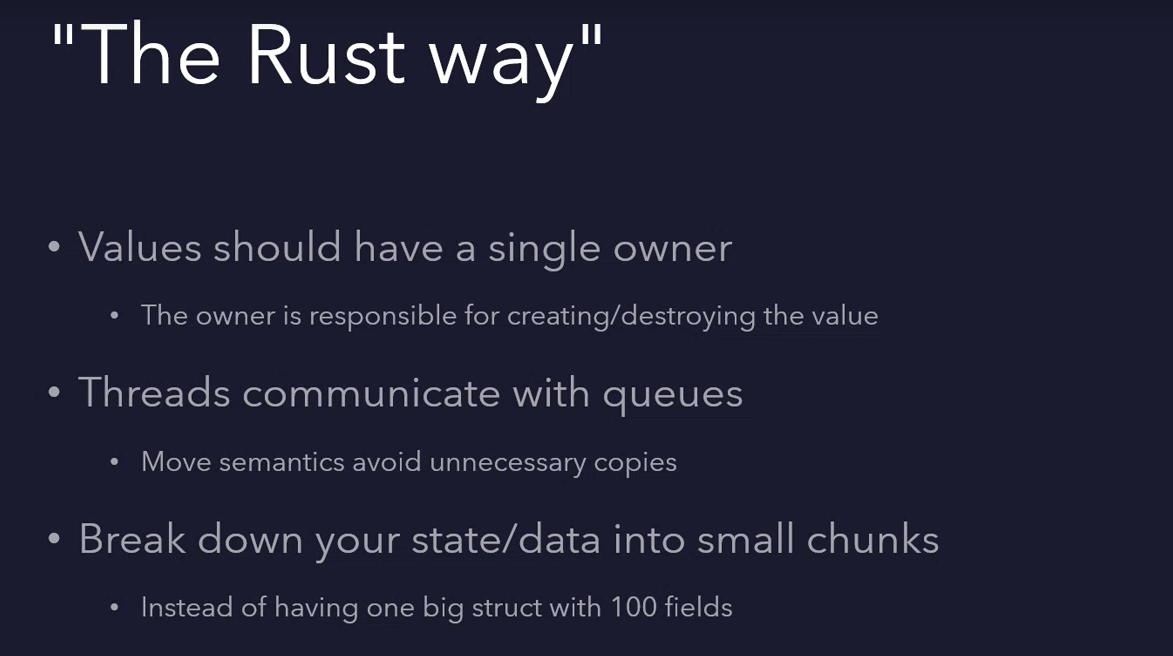 "The Rust way"
• Values should have a single owner
• The owner is responsible for creating/destroying the value
• Threads communicate with queues
• Move semantics avoid unnecessary copies
• Break down your state/data into small chunks
• Instead of having one big struct with 100 fields